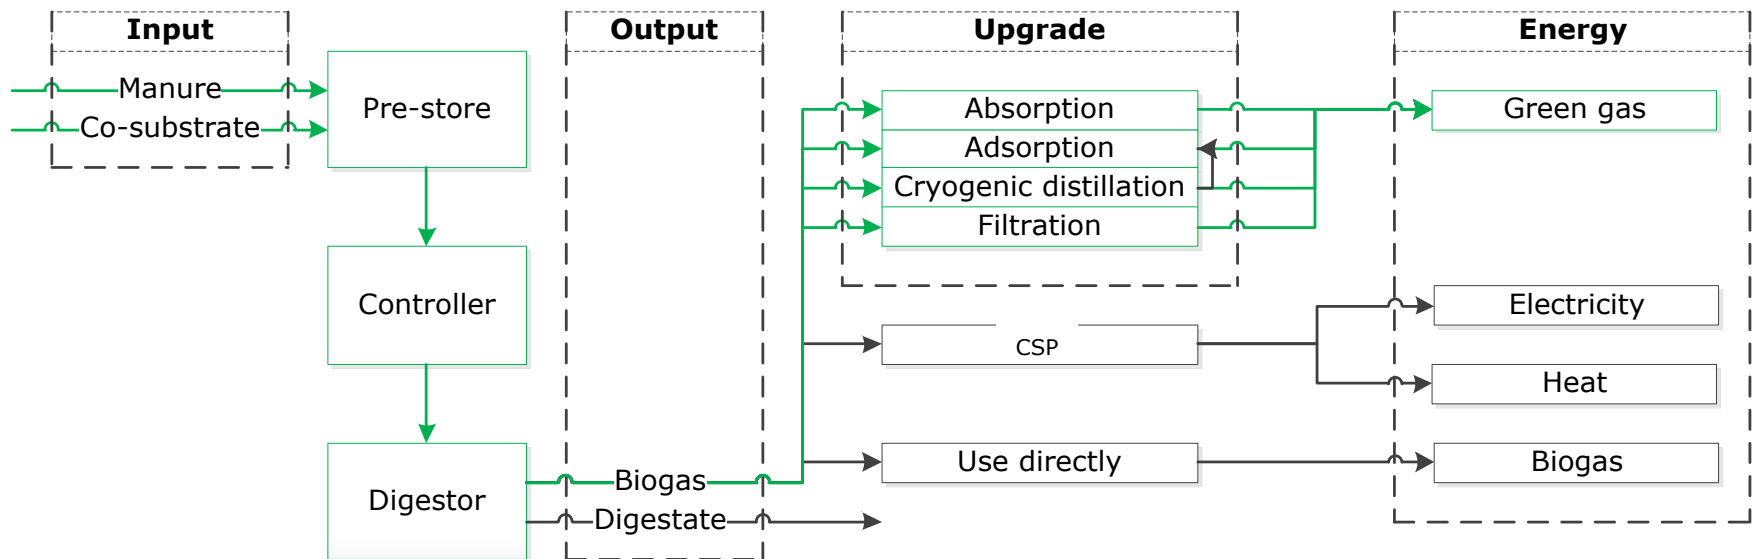 Input
Output
Upgrade
Energy
Manure
Co-substrate
Pre-store
Controller
Digestor
Biogas
Digestate
Absorption
Adsorption
Cryogenic distillation
Filtration
CSP
Use directly
Green gas
Electricity
Heat
Biogas